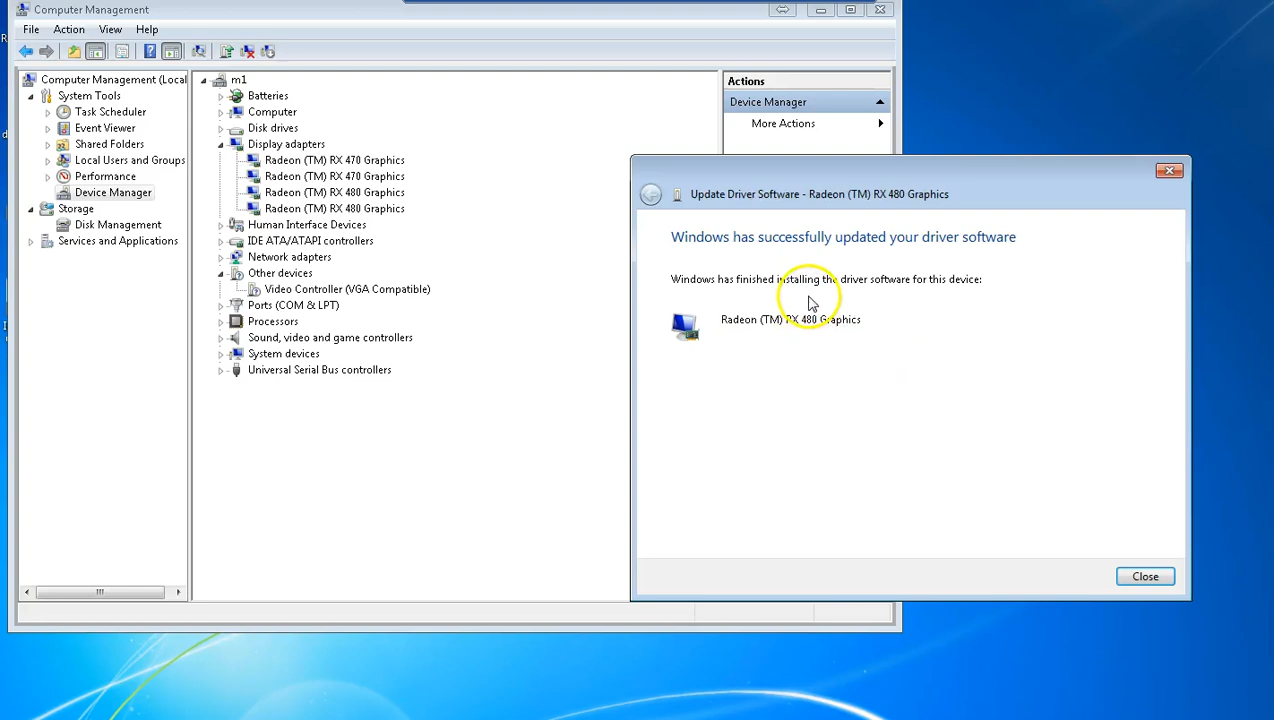 Computer Management
File Action View Help
Computer Management (Local
System Tools
Task Scheduler
Event Viewer
Shared Folders
Local Users and Groups
Performance
Device Manager
Storage
Disk Management
Services and Applications
m1
Batteries
Computer
Disk drives
Display adapters
Radeon (TM) RX 470 Graphics
Radeon (TM) RX 470 Graphics
Radeon (TM) RX 480 Graphics
Radeon (TM) RX 480 Graphics
Human Interface Devices
IDE ATA/ATAPI controllers
Network adapters
Other devices
Video Controller (VGA Compatible)
Ports (COM & LPT)
Processors
Sound, video and game controllers
System devices
Universal Serial Bus controllers
Actions
Device Manager
More Actions
Update Driver Software - Radeon (TM) RX 480 Graphics
Windows has successfully updated your driver software
Windows has finished installing the driver software for this device:
Radeon (TM) RX 480 Graphics
Close